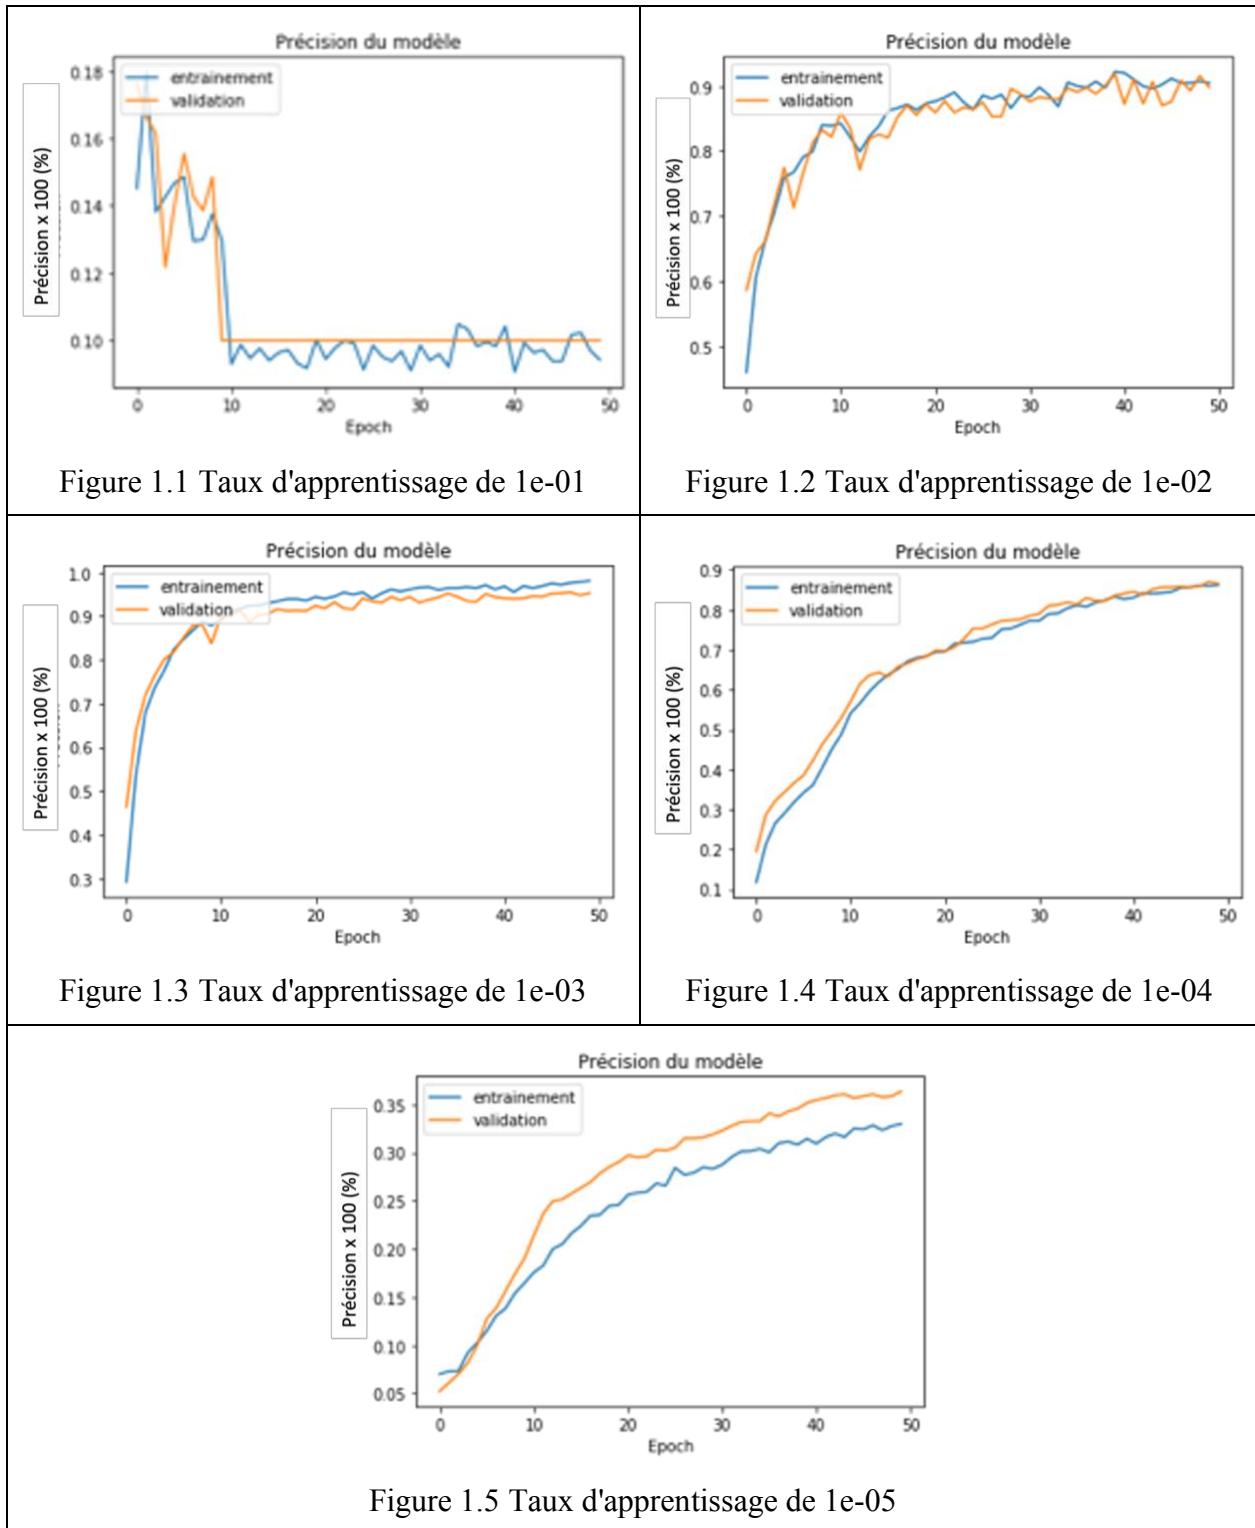 Précision du modèle
entrainement
validation
Précision x 100 (%)
0.18
0.16
0.14
0.12
0.10
0 10 20 30 40 50
Epoch
Figure 1.1 Taux d'apprentissage de 1e-01
Précision du modèle
entrainement
validation
Précision x 100 (%)
0.9
0.8
0.7
0.6
0.5
0 10 20 30 40 50
Epoch
Figure 1.2 Taux d'apprentissage de 1e-02
Précision du modèle
entrainement
validation
Précision x 100 (%)
1.0
0.9
0.8
0.7
0.6
0.5
0.4
0.3
0 10 20 30 40 50
Epoch
Figure 1.3 Taux d'apprentissage de 1e-03
Précision du modèle
entrainement
validation
Précision x 100 (%)
0.9
0.8
0.7
0.6
0.5
0.4
0.3
0.2
0.1
0 10 20 30 40 50
Epoch
Figure 1.4 Taux d'apprentissage de 1e-04
Précision du modèle
entrainement
validation
Précision x 100 (%)
0.35
0.30
0.25
0.20
0.15
0.10
0.05
0 10 20 30 40 50
Epoch
Figure 1.5 Taux d'apprentissage de 1e-05